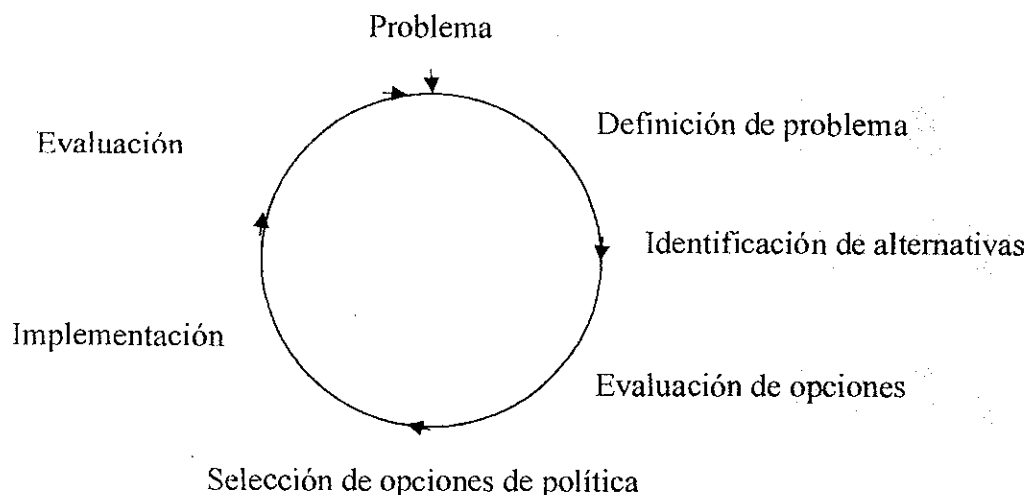 Problema
Definición de problema
Identificación de alternativas
Evaluación de opciones
Selección de opciones de política
Implementación
Evaluación